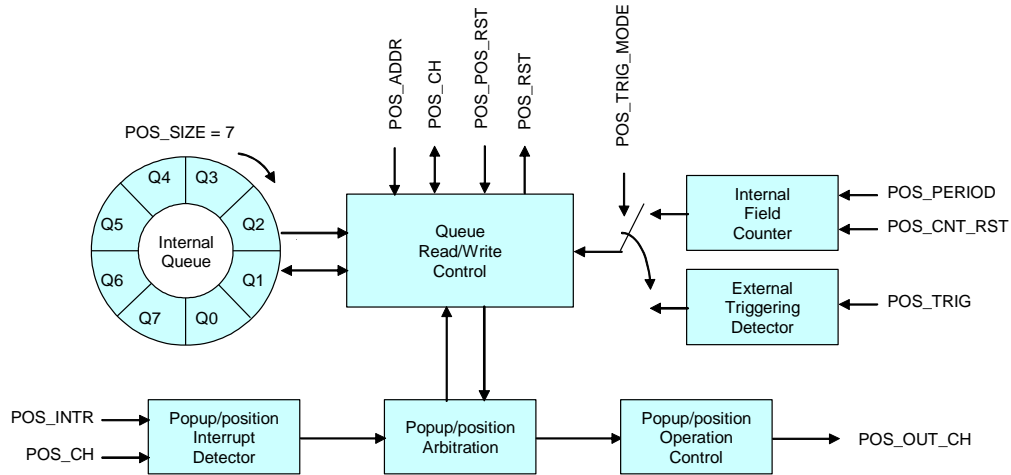 POS_ADDR
POS_CH
POS_POS_RST
POS_RST
POS_TRIG_MODE
POS_SIZE = 7
Q4
Q3
Q5
Q2
Q6
Q1
Q7
Q0
Internal
Queue
Queue
Read/Write
Control
Internal
Field
Counter
POS_PERIOD
POS_CNT_RST
External
Triggering
Detector
POS_TRIG
POS_INTR
POS_CH
Popup/position
Interrupt
Detector
Popup/position
Arbitration
Popup/position
Operation
Control
POS_OUT_CH